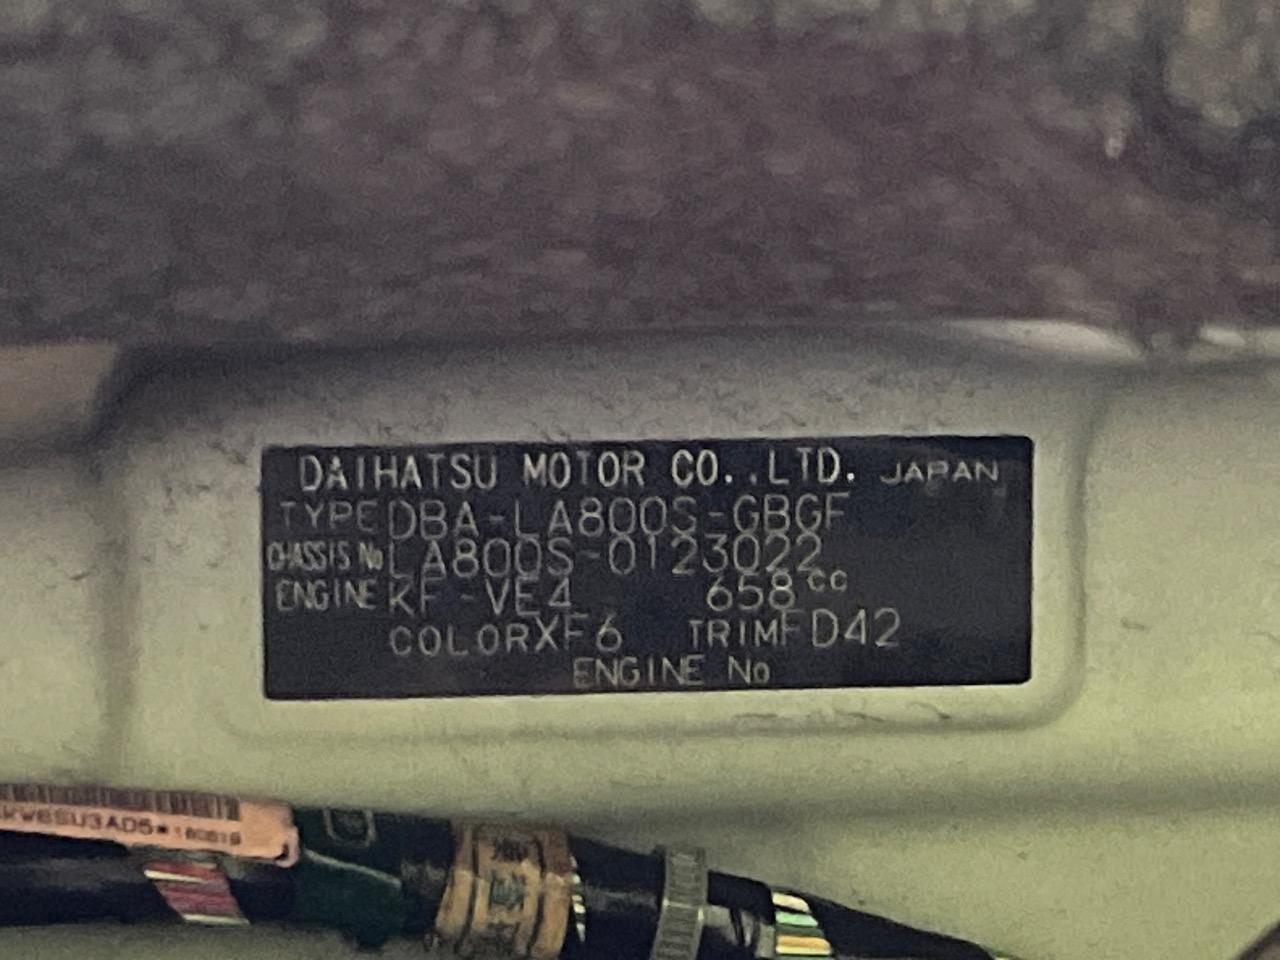 DAIHATSU MOTOR CO.,LTD. JAPAN
TYPE DBA-LA800S-GBGF
CHASSIS No LA800S-0123022
ENGINE KF-VE4 658cc
COLOR XF6 TRIM FD42
ENGINE No